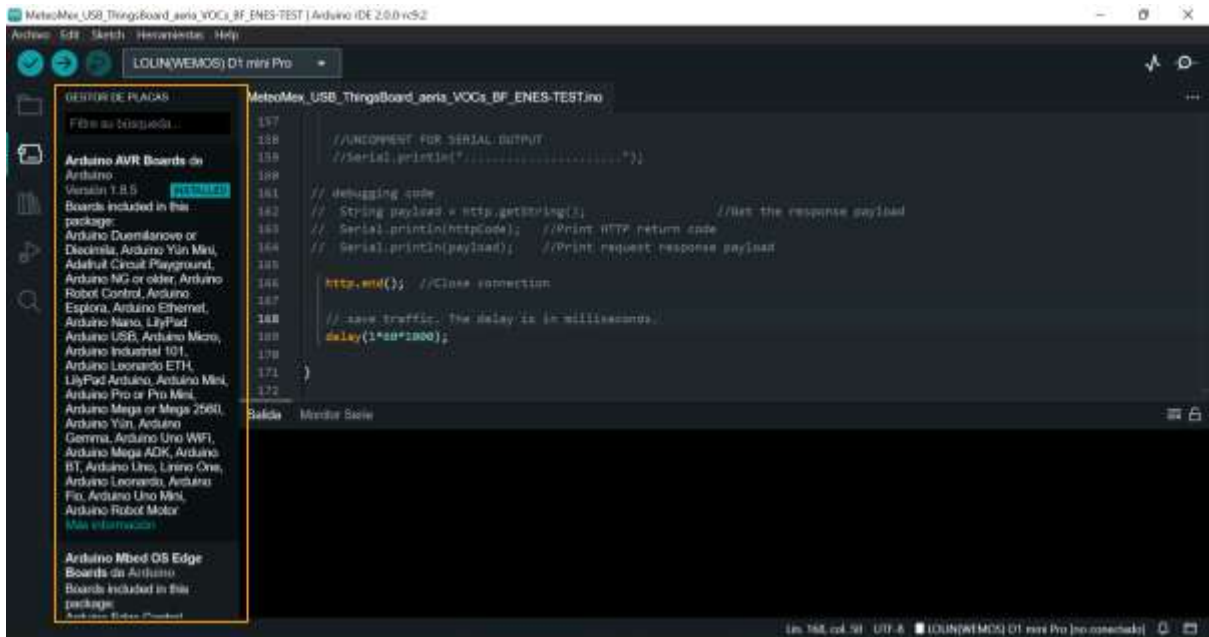 MeteoMex_USB_ThingsBoard_aeria_VOCs_BF_ENES-TEST | Arduino IDE 2.0.0-rc9.2
Archivo Edit Sketch Herramientas Help
LOLIN(WEMOS) D1 mini Pro
GESTOR DE PLACAS
Filtre su búsqueda...
Arduino AVR Boards de
Arduino
Versión 1.8.5 INSTALLED
Boards included in this
package:
Arduino Duemilanove or
Diecimila, Arduino Yún Mini,
Adafruit Circuit Playground,
Arduino NG or older, Arduino
Robot Control, Arduino
Esplora, Arduino Ethernet,
Arduino Nano, LilyPad
Arduino USB, Arduino Micro,
Arduino Industrial 101,
Arduino Leonardo ETH,
LilyPad Arduino, Arduino Mini,
Arduino Pro or Pro Mini,
Arduino Mega or Mega 2560,
Arduino Yún, Arduino
Gemma, Arduino Uno WiFi,
Arduino Mega ADK, Arduino
BT, Arduino Uno, Linino One,
Arduino Leonardo, Arduino
Fio, Arduino Uno Mini,
Arduino Robot Motor
Más información
Arduino Mbed OS Edge
Boards de Arduino
Boards included in this
package:
MeteoMex_USB_ThingsBoard_aeria_VOCs_BF_ENES-TEST.ino
157
158 //UNCOMMENT FOR SERIAL OUTPUT
159 //Serial.println(".......................");
160
161 // debugging code
162 // String payload = http.getString(); //Get the response payload
163 // Serial.println(httpCode); //Print HTTP return code
164 // Serial.println(payload); //Print request response payload
165
166 http.end(); //Close connection
167
168 // save traffic. The delay is in milliseconds.
169 delay(1*60*1000);
170
171 }
172
Salida Monitor Serie
Lín. 168, col. 50 UTF-8 LOLIN(WEMOS) D1 mini Pro [no conectado]